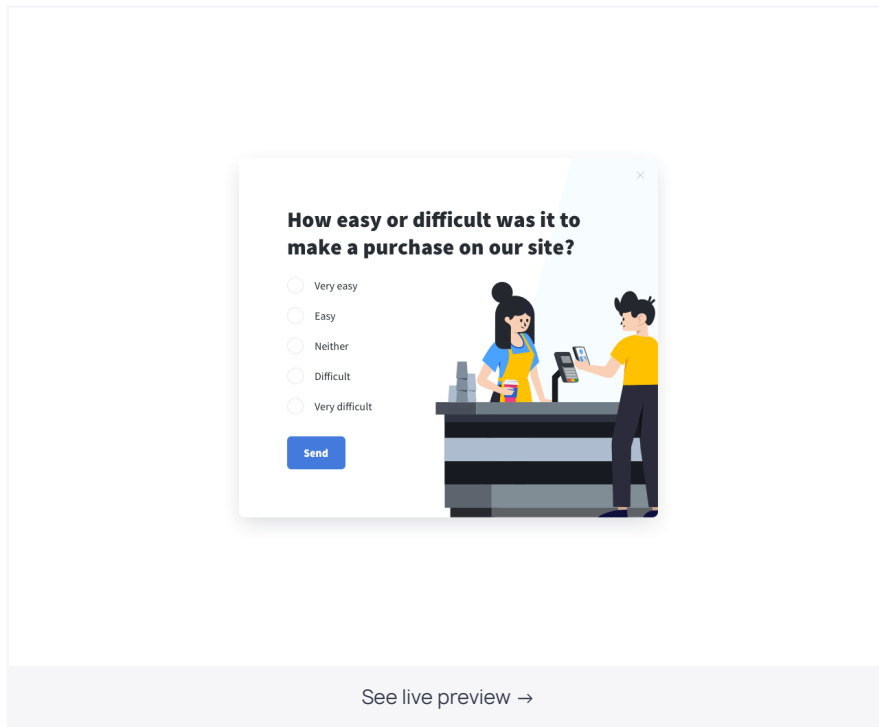 How easy or difficult was it to
make a purchase on our site?
Very easy
Easy
Neither
Difficult
Very difficult
Send
See live preview →